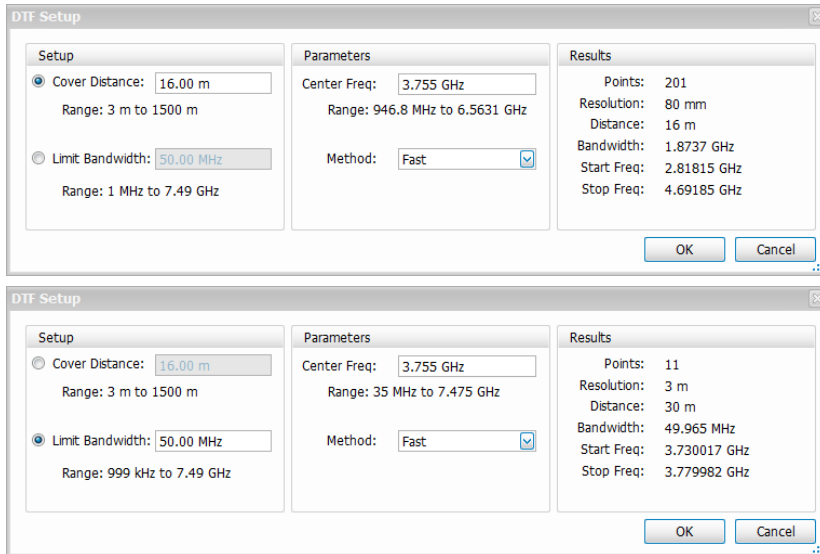 DTF Setup
Setup
Cover Distance: 16.00 m
Range: 3 m to 1500 m
Limit Bandwidth: 50.00 MHz
Range: 1 MHz to 7.49 GHz
Parameters
Center Freq: 3.755 GHz
Range: 946.8 MHz to 6.5631 GHz
Method: Fast
Results
Points: 201
Resolution: 80 mm
Distance: 16 m
Bandwidth: 1.8737 GHz
Start Freq: 2.81815 GHz
Stop Freq: 4.69185 GHz
OK Cancel
DTF Setup
Setup
Cover Distance: 16.00 m
Range: 3 m to 1500 m
Limit Bandwidth: 50.00 MHz
Range: 999 kHz to 7.49 GHz
Parameters
Center Freq: 3.755 GHz
Range: 35 MHz to 7.475 GHz
Method: Fast
Results
Points: 11
Resolution: 3 m
Distance: 30 m
Bandwidth: 49.965 MHz
Start Freq: 3.730017 GHz
Stop Freq: 3.779982 GHz
OK Cancel